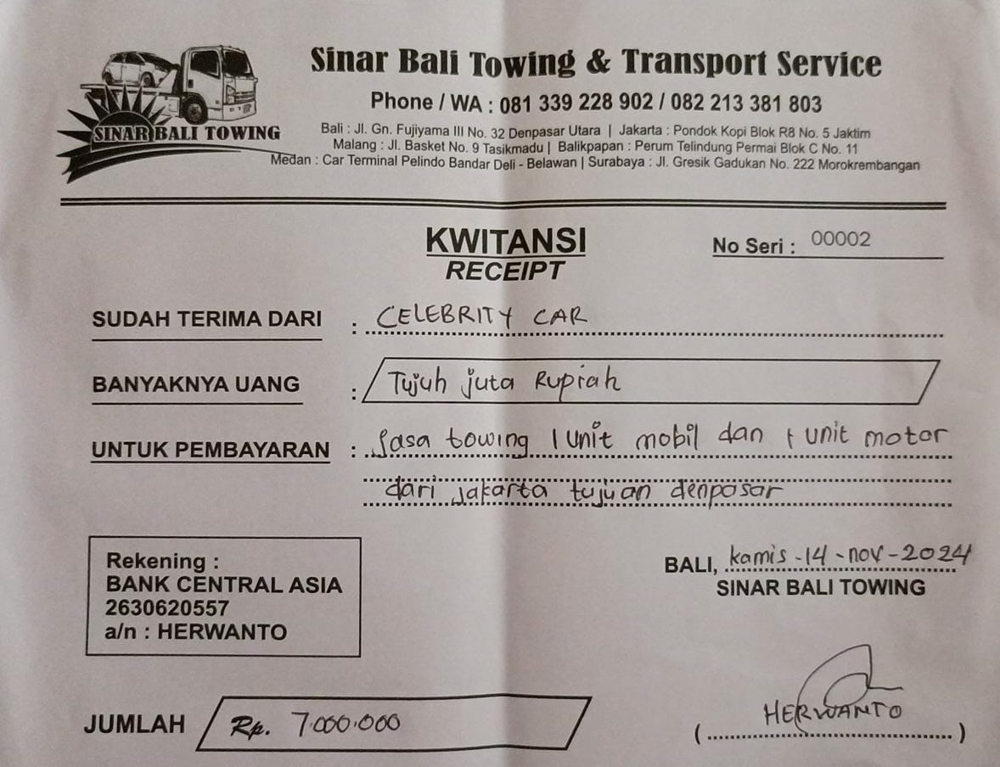 Sinar Bali Towing & Transport Service
Phone / WA : 081 339 228 902 / 082 213 381 803
SINAR BALI TOWING
Bali : Jl. Gn. Fujiyama III No. 32 Denpasar Utara | Jakarta : Pondok Kopi Blok R8 No. 5 Jaktim
Malang : Jl. Basket No. 9 Tasikmadu | Balikpapan : Perum Telindung Permai Blok C No. 11
Medan : Car Terminal Pelindo Bandar Deli - Belawan | Surabaya : Jl. Gresik Gadukan No. 222 Morokrembangan
KWITANSI
RECEIPT
No Seri : 00002
SUDAH TERIMA DARI : CELEBRITY CAR
BANYAKNYA UANG : Tujuh juta Rupiah
UNTUK PEMBAYARAN : Jasa towing 1 unit mobil dan 1 unit motor
dari jakarta tujuan denpasar
Rekening :
BANK CENTRAL ASIA
2630620557
a/n : HERWANTO
BALI, kamis - 14 - nov - 2024
SINAR BALI TOWING
JUMLAH Rp. 7.000.000
(HERWANTO)